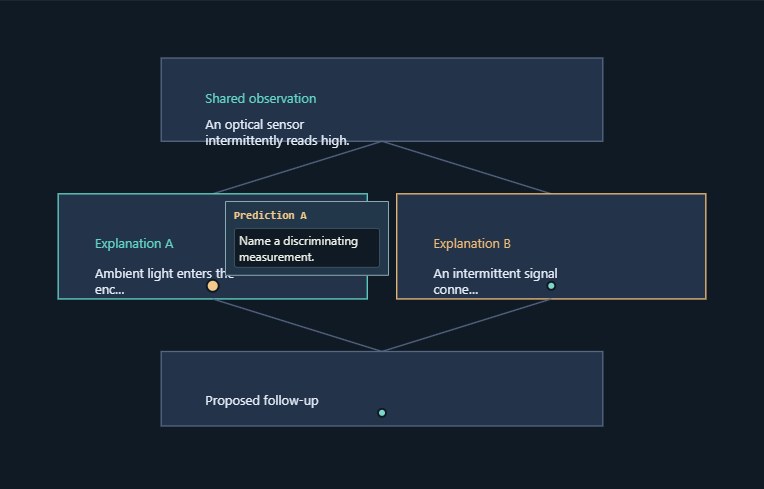 Shared observation
An optical sensor
intermittently reads high.
Explanation A
Ambient light enters the
enc...
Prediction A
Name a discriminating
measurement.
Explanation B
An intermittent signal
conne...
Proposed follow-up